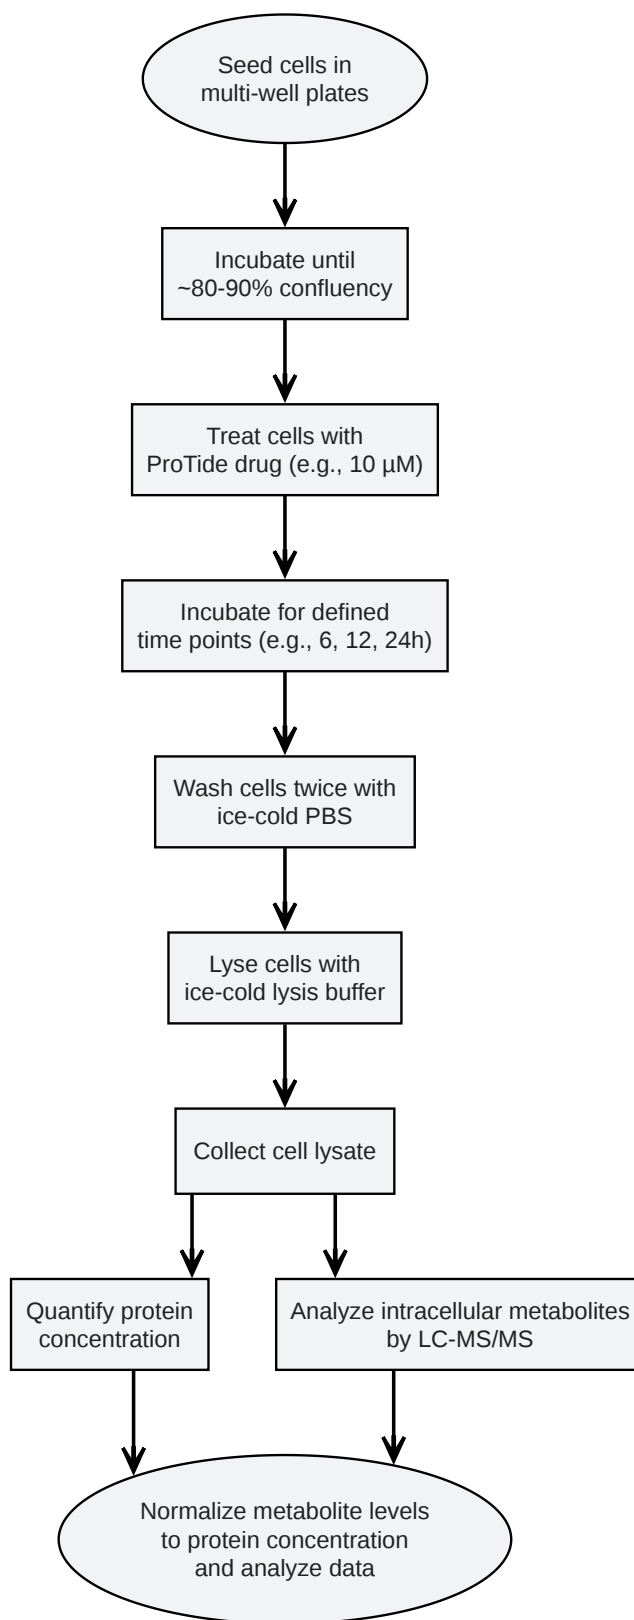 Seed cells in
multi-well plates
Incubate until
~80-90% confluency
Treat cells with
ProTide drug (e.g., 10 µM)
Incubate for defined
time points (e.g., 6, 12, 24h)
Wash cells twice with
ice-cold PBS
Lyse cells with
ice-cold lysis buffer
Collect cell lysate
Quantify protein
concentration
Analyze intracellular metabolites
by LC-MS/MS
Normalize metabolite levels
to protein concentration
and analyze data